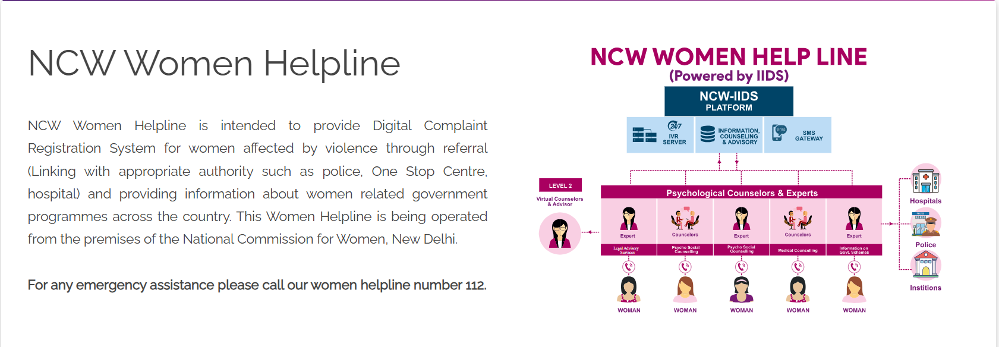 NCW Women Helpline
NCW Women Helpline is intended to provide Digital Complaint
Registration System for women affected by violence through referral
(Linking with appropriate authority such as police, One Stop Centre,
hospital) and providing information about women related government
programmes across the country. This Women Helpline is being operated
from the premises of the National Commission for Women, New Delhi.
For any emergency assistance please call our women helpline number 112.
NCW WOMEN HELP LINE
(Powered by IIDS)
NCW-IIDS
PLATFORM
24/7
IVR
SERVER
INFORMATION,
COUNSELING
& ADVISORY
sms
SMS
GATEWAY
LEVEL 2
Virtual Counselors
& Advisor
Psychological Counselors & Experts
Expert
Counselors
Expert
Counselors
Expert
Legal Advisory
Services
Psycho Social
Counselling
Psycho Social
Counselling
Medical Counselling
Information on
Govt. Schemes
WOMAN
WOMAN
WOMAN
WOMAN
WOMAN
Hospitals
Police
Institions